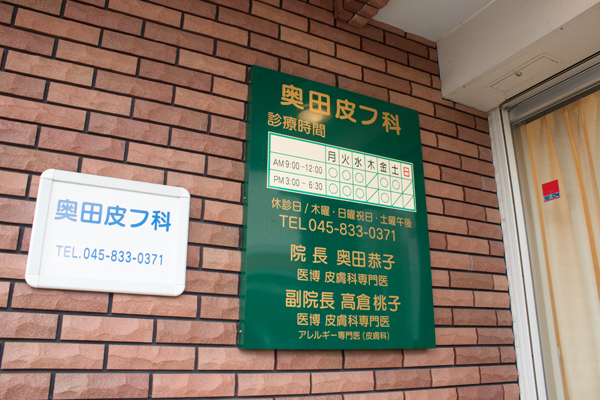 奥田皮フ科
TEL.045-833-0371
奥田皮フ科
診療時間
月 火 水 木 金 土 日
AM 9:00~12:00
PM 3:00~6:30
休診日/木曜・日曜祝日・土曜午後
TEL045-833-0371
院長 奥田恭子
医博 皮膚科専門医
副院長 高倉桃子
医博 皮膚科専門医
アレルギー専門医(皮膚科)